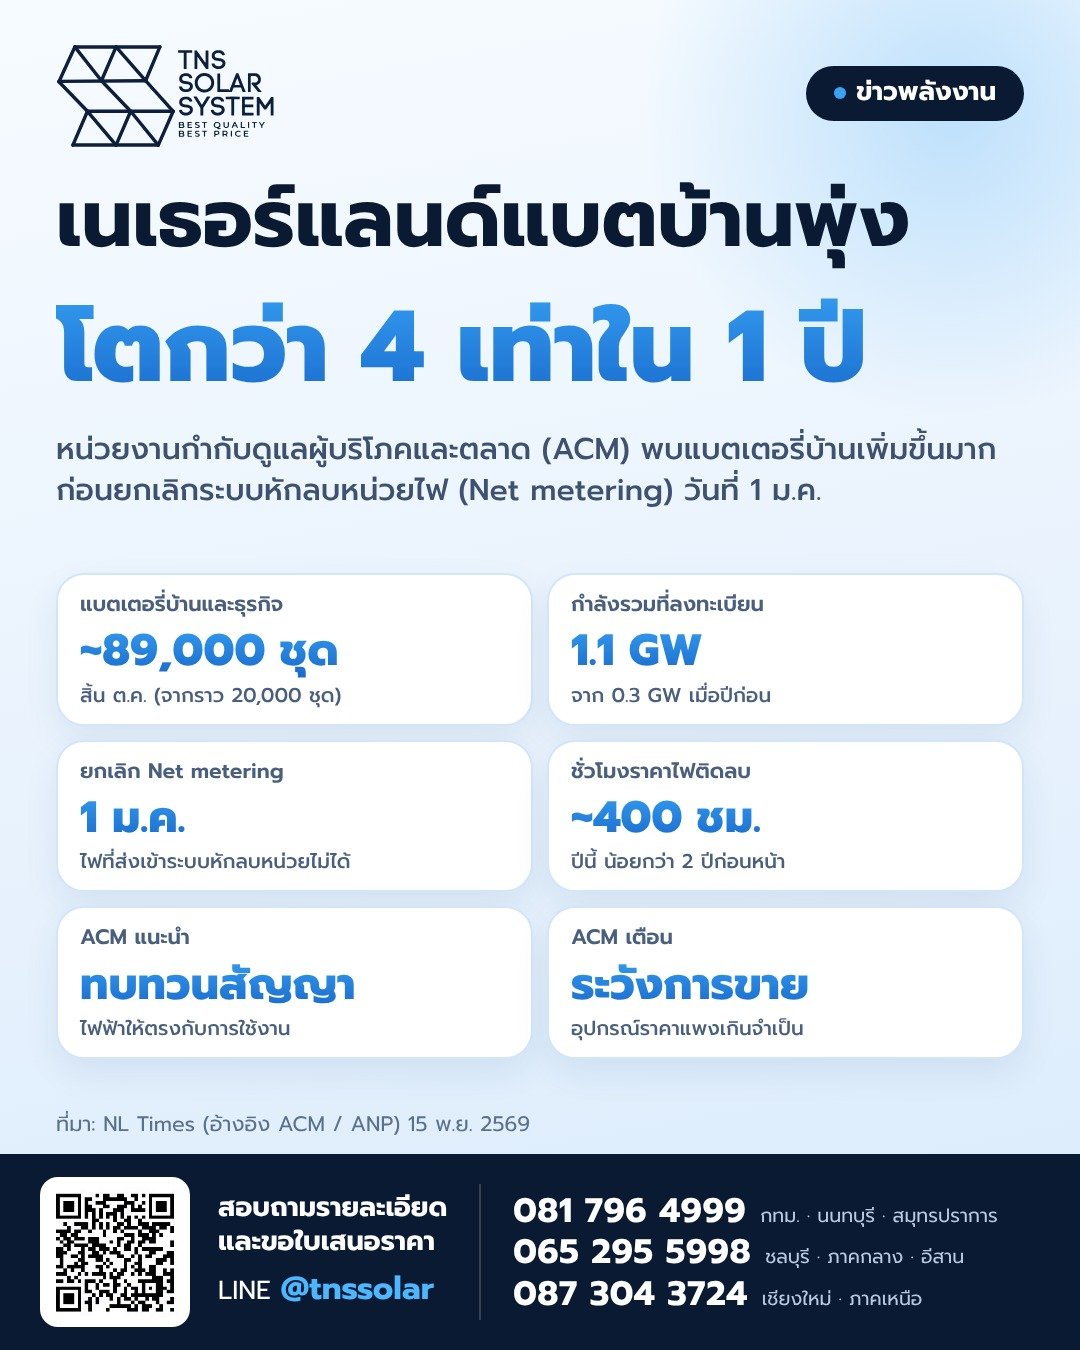 TNS
SOLAR
SYSTEM
BEST QUALITY
BEST PRICE
ข่าวพลังงาน
เนเธอร์แลนด์แบตบ้านพุ่ง
โตกว่า 4 เท่าใน 1 ปี
หน่วยงานกำกับดูแลผู้บริโภคและตลาด (ACM) พบแบตเตอรี่บ้านเพิ่มขึ้นมาก
ก่อนยกเลิกระบบหักลบหน่วยไฟ (Net metering) วันที่ 1 ม.ค.
แบตเตอรี่บ้านและธุรกิจ
~89,000 ชุด
สิ้น ต.ค. (จากราว 20,000 ชุด)
กำลังรวมที่ลงทะเบียน
1.1 GW
จาก 0.3 GW เมื่อปีก่อน
ยกเลิก Net metering
1 ม.ค.
ไฟที่ส่งเข้าระบบหักลบหน่วยไม่ได้
ชั่วโมงราคาไฟติดลบ
~400 ชม.
ปีนี้ น้อยกว่า 2 ปีก่อนหน้า
ACM แนะนำ
ทบทวนสัญญา
ไฟฟ้าให้ตรงกับการใช้งาน
ACM เตือน
ระวังการขาย
อุปกรณ์ราคาแพงเกินจำเป็น
ที่มา: NL Times (อ้างอิง ACM / ANP) 15 พ.ย. 2569
สอบถามรายละเอียด
และขอใบเสนอราคา
LINE @tnssolar
081 796 4999 กทม. · นนทบุรี · สมุทรปราการ
065 295 5998 ชลบุรี · ภาคกลาง · อีสาน
087 304 3724 เชียงใหม่ · ภาคเหนือ